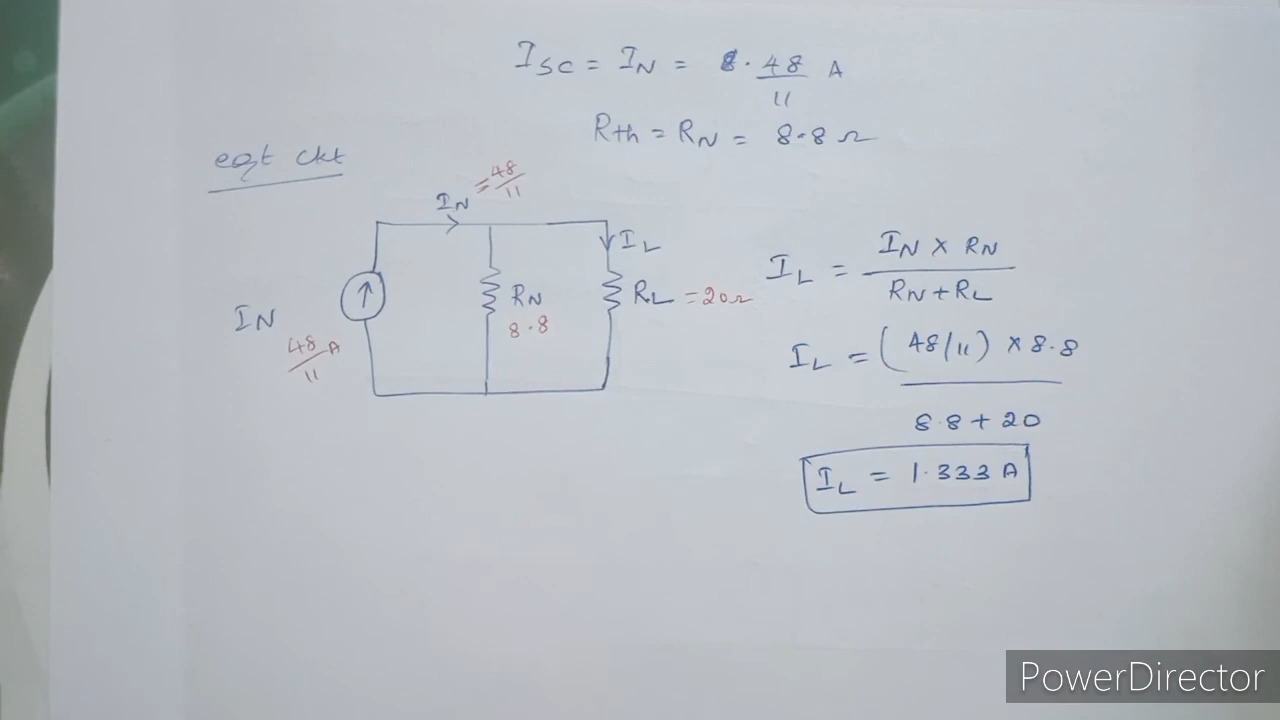 Isc = IN = 8. 48/11 A
Rth = RN = 8.8 Ω
eqt ckt
IN = 48/11
IL
IN
48/11 A
RN
8.8
RL = 20Ω
IL = IN × RN / RN + RL
IL = (48/11) × 8.8 / 8.8 + 20
IL = 1.333 A
PowerDirector